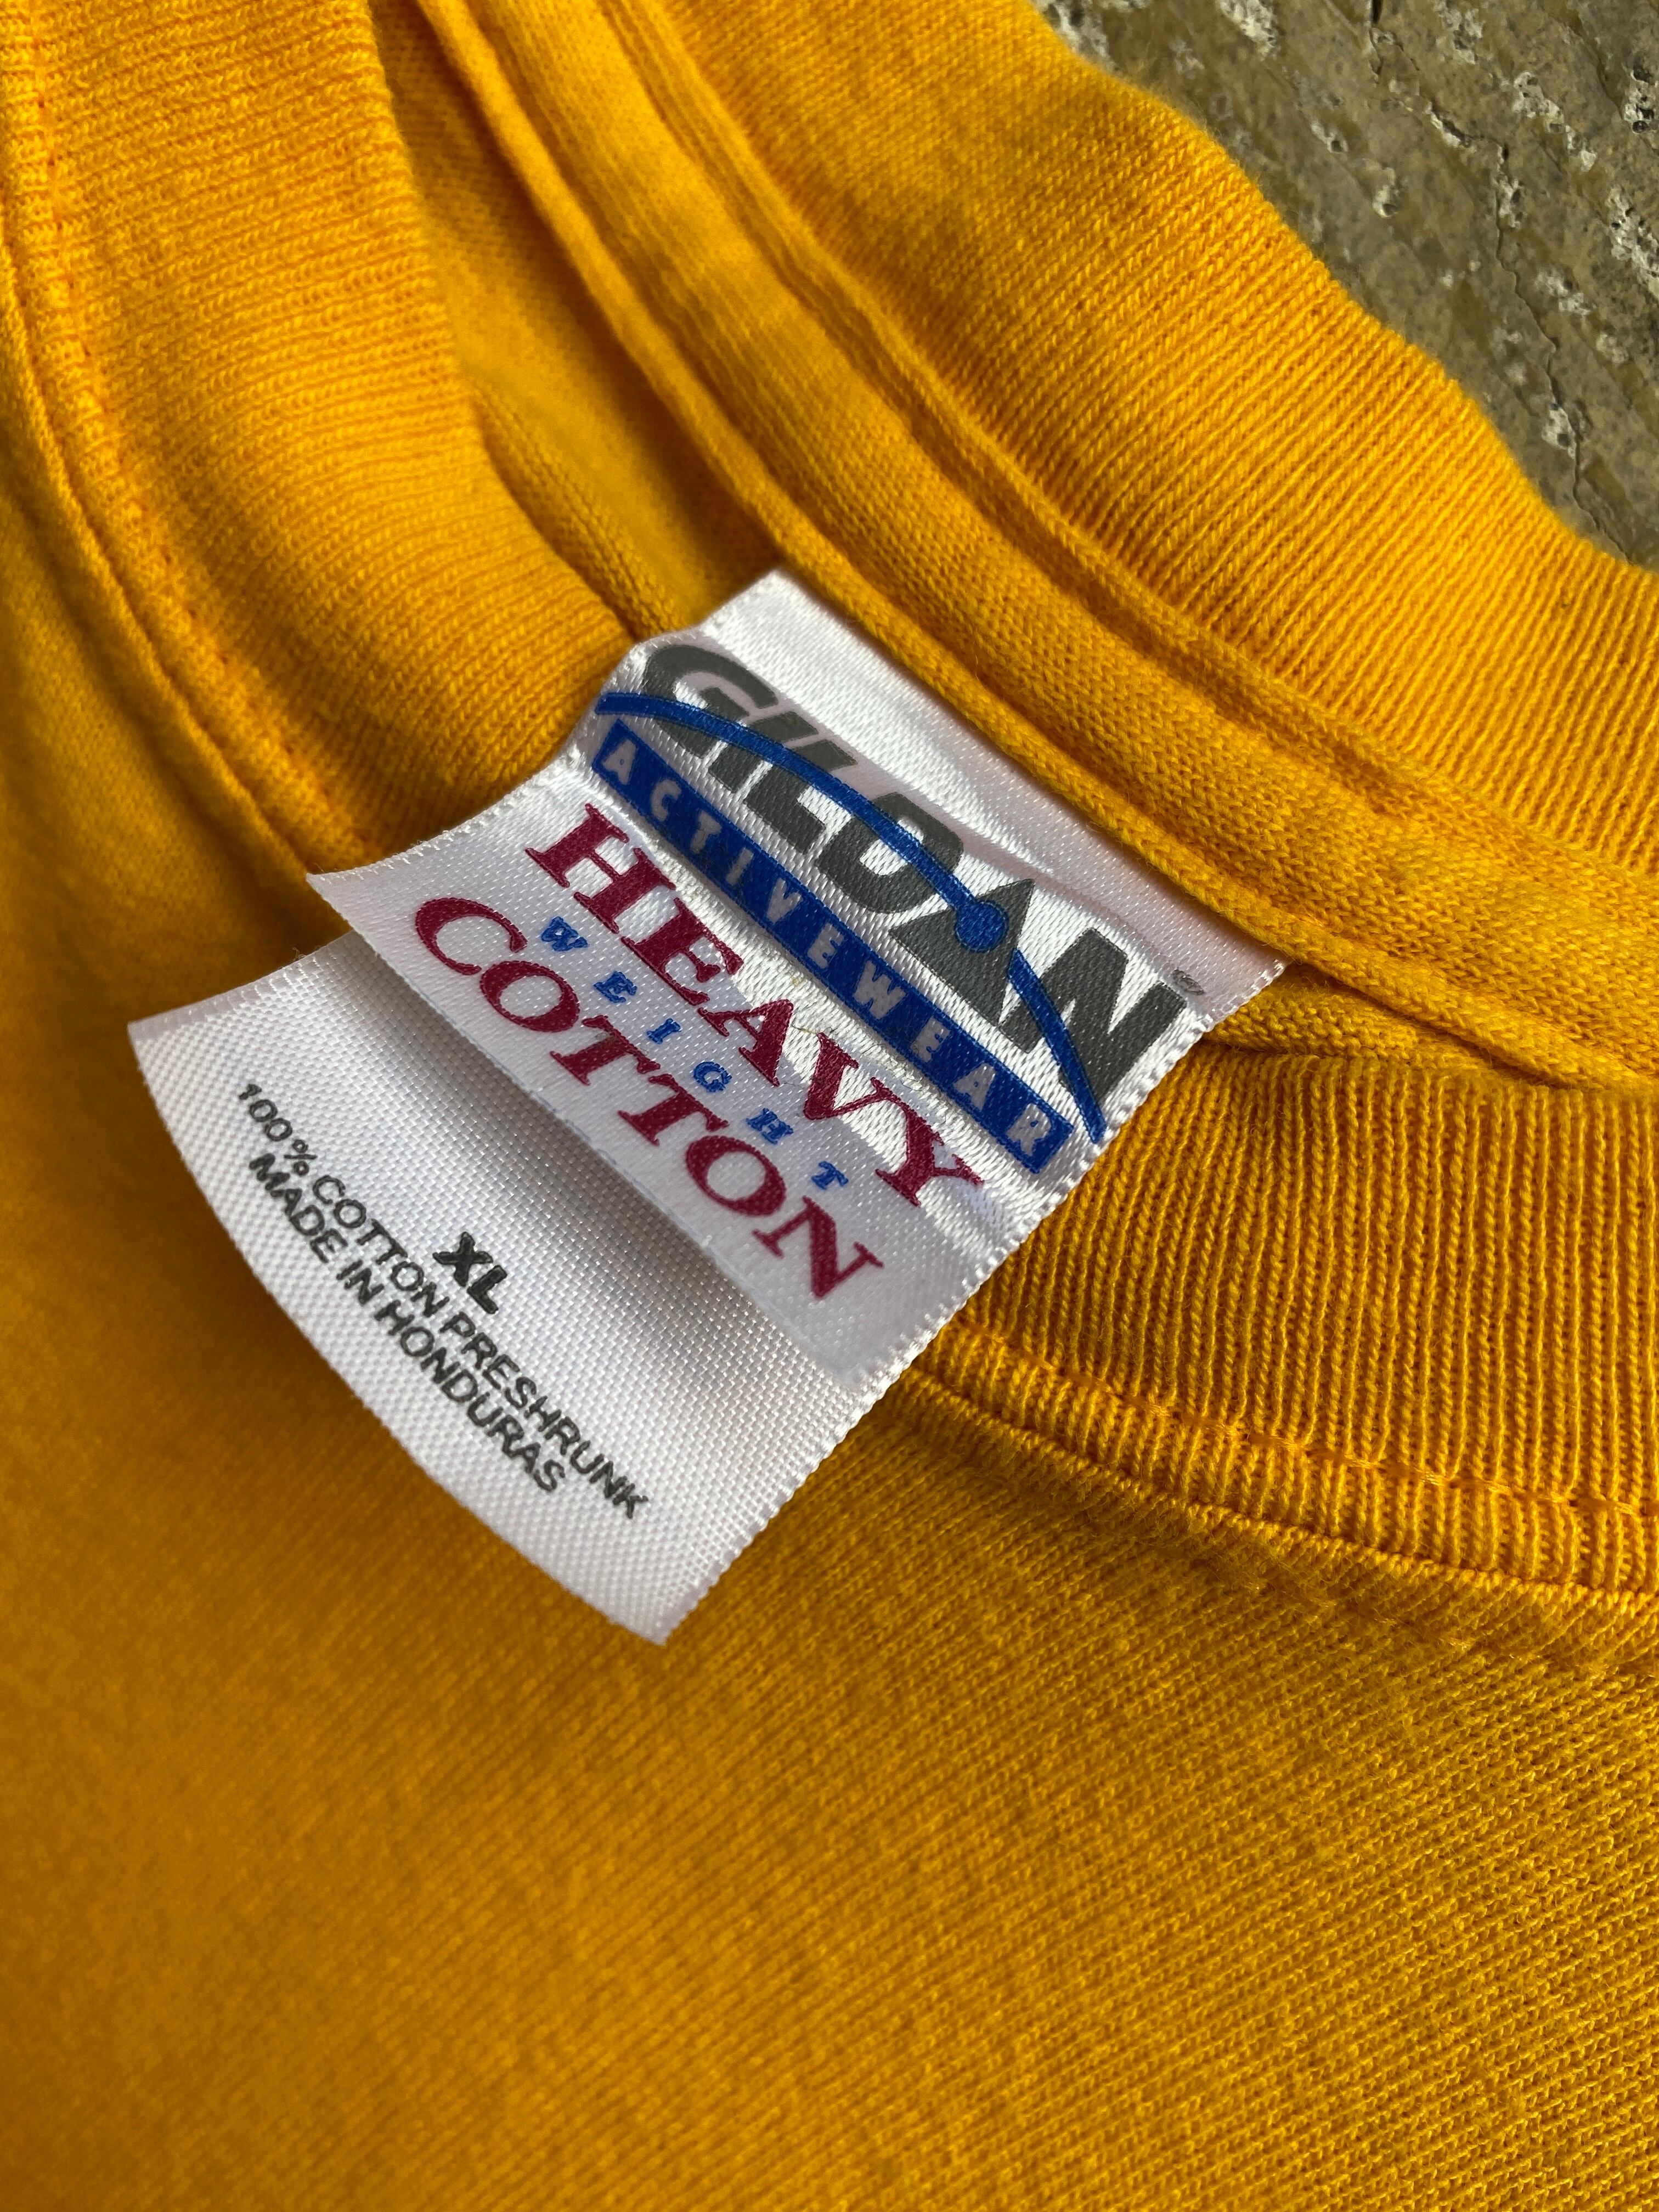 GILDAN®
ACTIVEWEAR
HEAVY
WEIGHT
COTTON
XL
100% COTTON PRESHRUNK
MADE IN HONDURAS